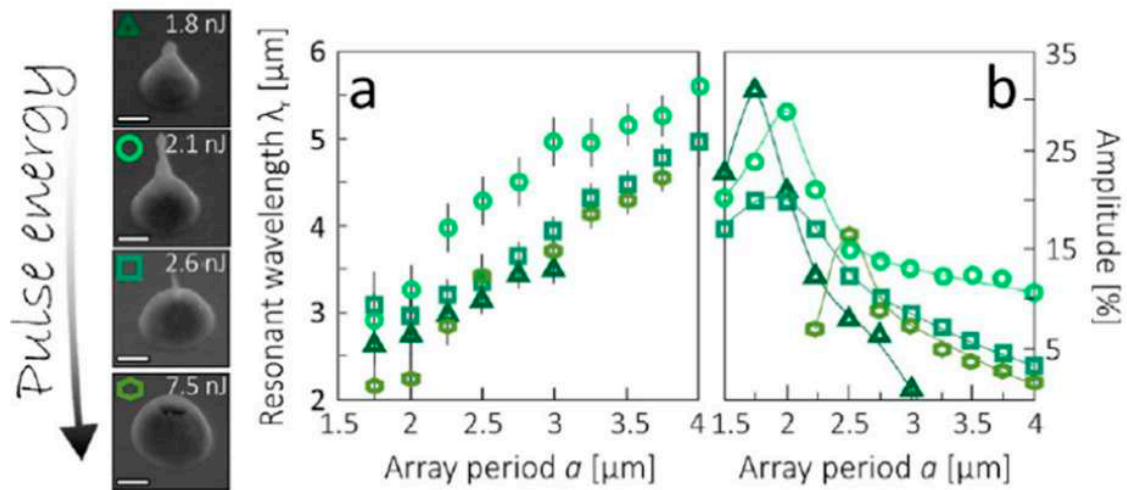 Pulse energy
1.8 nJ
2.1 nJ
2.6 nJ
7.5 nJ
a
Resonant wavelength λr [μm]
6
5
4
3
2
1.5 2 2.5 3 3.5 4
Array period a [μm]
b
35
25
15
5
Amplitude [%]
1.5 2 2.5 3 3.5 4
Array period a [μm]